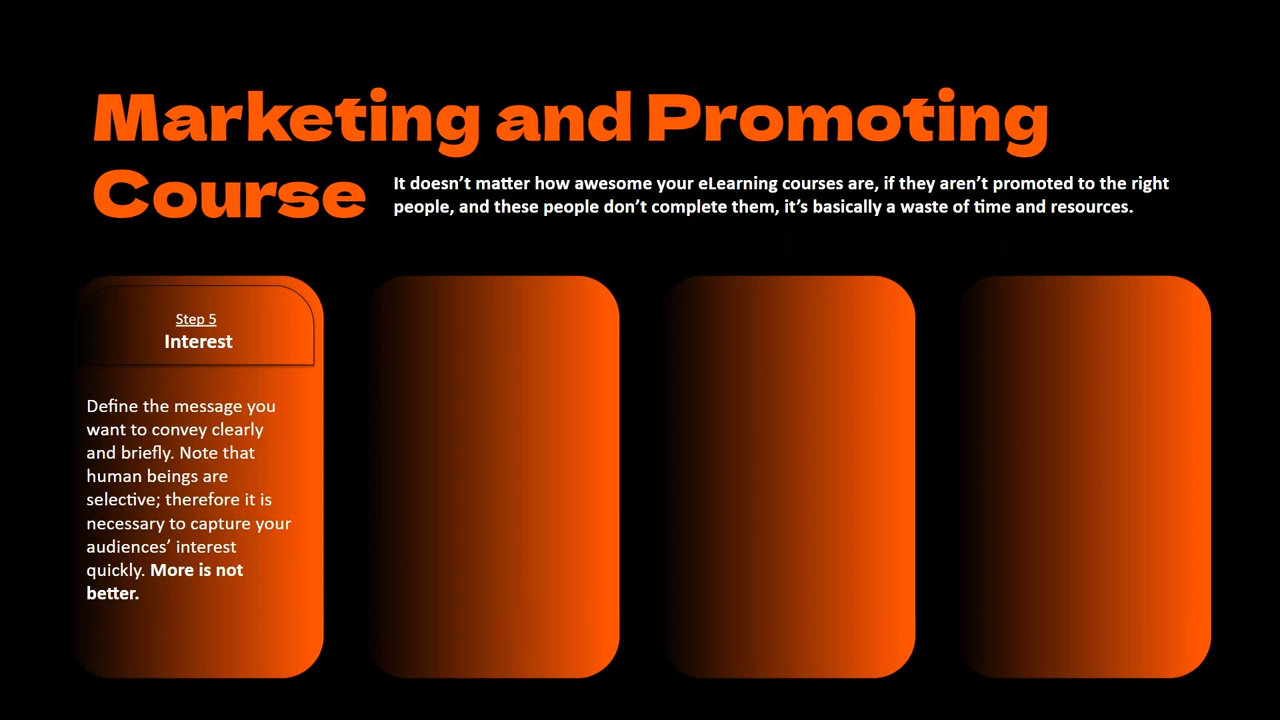 Marketing and Promoting
Course
It doesn’t matter how awesome your eLearning courses are, if they aren’t promoted to the right
people, and these people don’t complete them, it’s basically a waste of time and resources.
Step 5
Interest
Define the message you
want to convey clearly
and briefly. Note that
human beings are
selective; therefore it is
necessary to capture your
audiences’ interest
quickly. More is not
better.